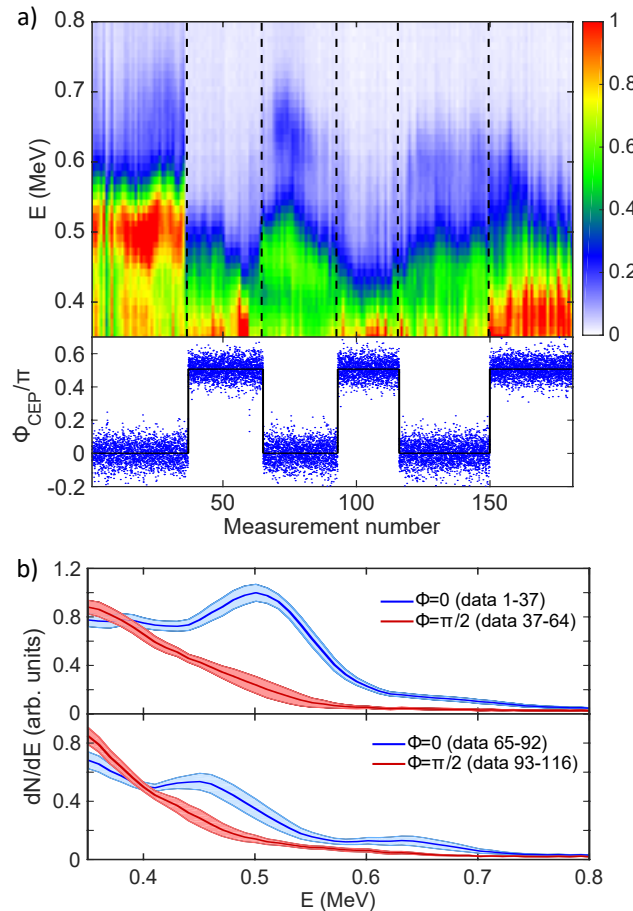 a)
0.8
0.7
0.6
0.5
0.4
E (MeV)
1
0.8
0.6
0.4
0.2
0
0.6
0.4
0.2
0
-0.2
Φ_CEP/π
50
100
150
Measurement number
b)
1.2
0.8
0.4
0
Φ=0 (data 1-37)
Φ=π/2 (data 37-64)
0.8
0.4
0
Φ=0 (data 65-92)
Φ=π/2 (data 93-116)
dN/dE (arb. units)
0.4
0.5
0.6
0.7
0.8
E (MeV)